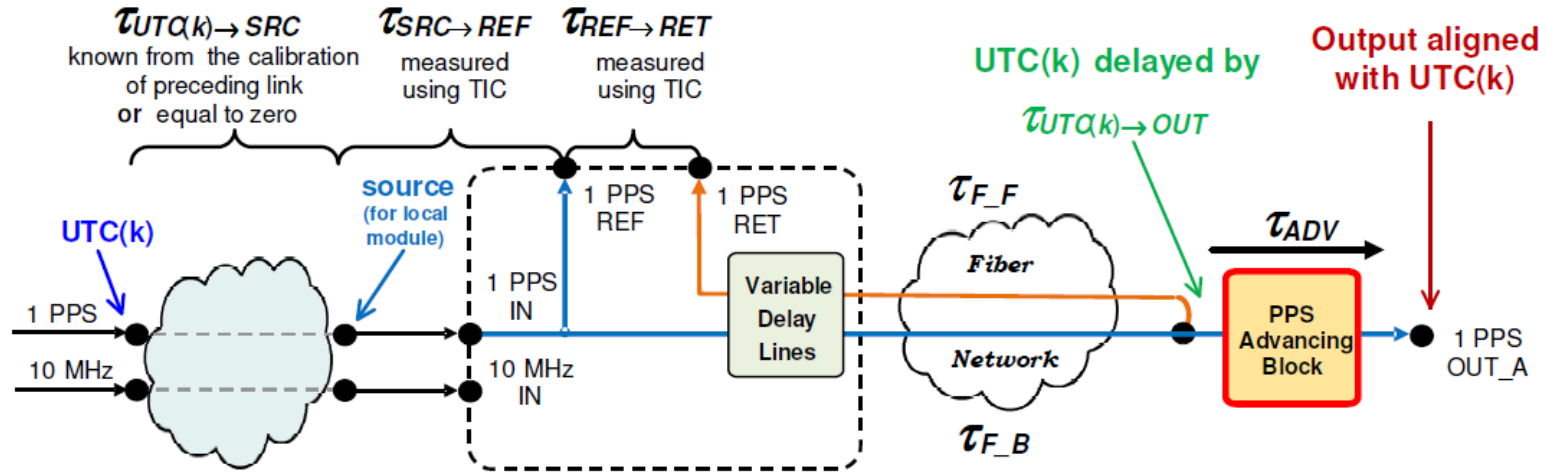 τUTC(k)→SRC
known from the calibration
of preceding link
or equal to zero
τSRC→REF
measured
using TIC
τREF→RET
measured
using TIC
UTC(k) delayed by
τUTC(k)→OUT
Output aligned
with UTC(k)
UTC(k)
source
(for local
module)
1 PPS
REF
1 PPS
RET
1 PPS
IN
10 MHz
IN
Variable
Delay
Lines
τF_F
Fiber
Network
τF_B
τADV
PPS
Advancing
Block
1 PPS
OUT_A
1 PPS
10 MHz